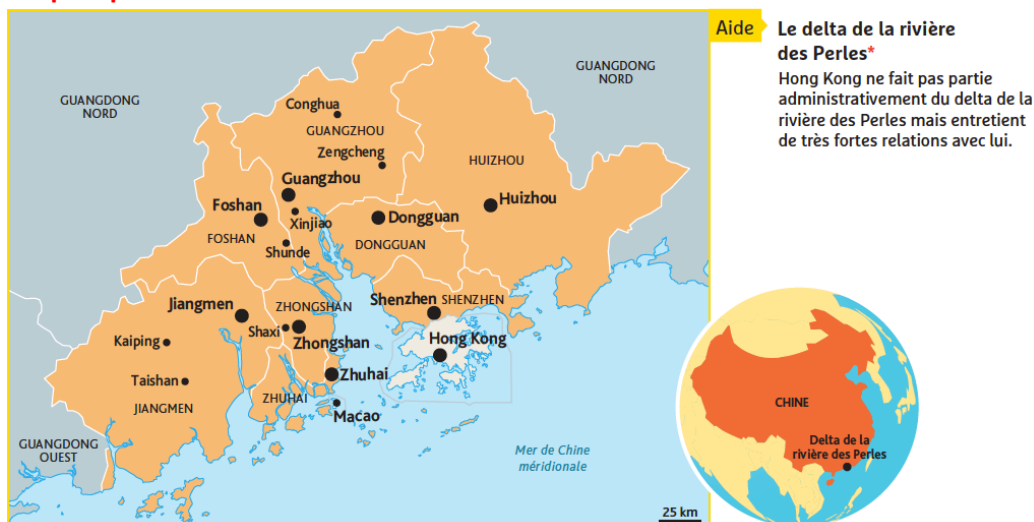 Aide
Le delta de la rivière
des Perles*
Hong Kong ne fait pas partie
administrativement du delta de la
rivière des Perles mais entretient
de très fortes relations avec lui.
GUANGDONG
NORD
GUANGDONG
NORD
Conghua
GUANGZHOU
Zengcheng
HUIZHOU
Guangzhou
Huizhou
Foshan
Xinjiao
Dongguan
FOSHAN
Shunde
DONGGUAN
Jiangmen
ZHONGSHAN
Shenzhen
SHENZHEN
Shaxi
Kaiping
Zhongshan
Hong Kong
Zhuhai
Taishan
ZHUHAI
JIANGMEN
Macao
GUANGDONG
OUEST
Mer de Chine
méridionale
25 km
CHINE
Delta de la
rivière des Perles